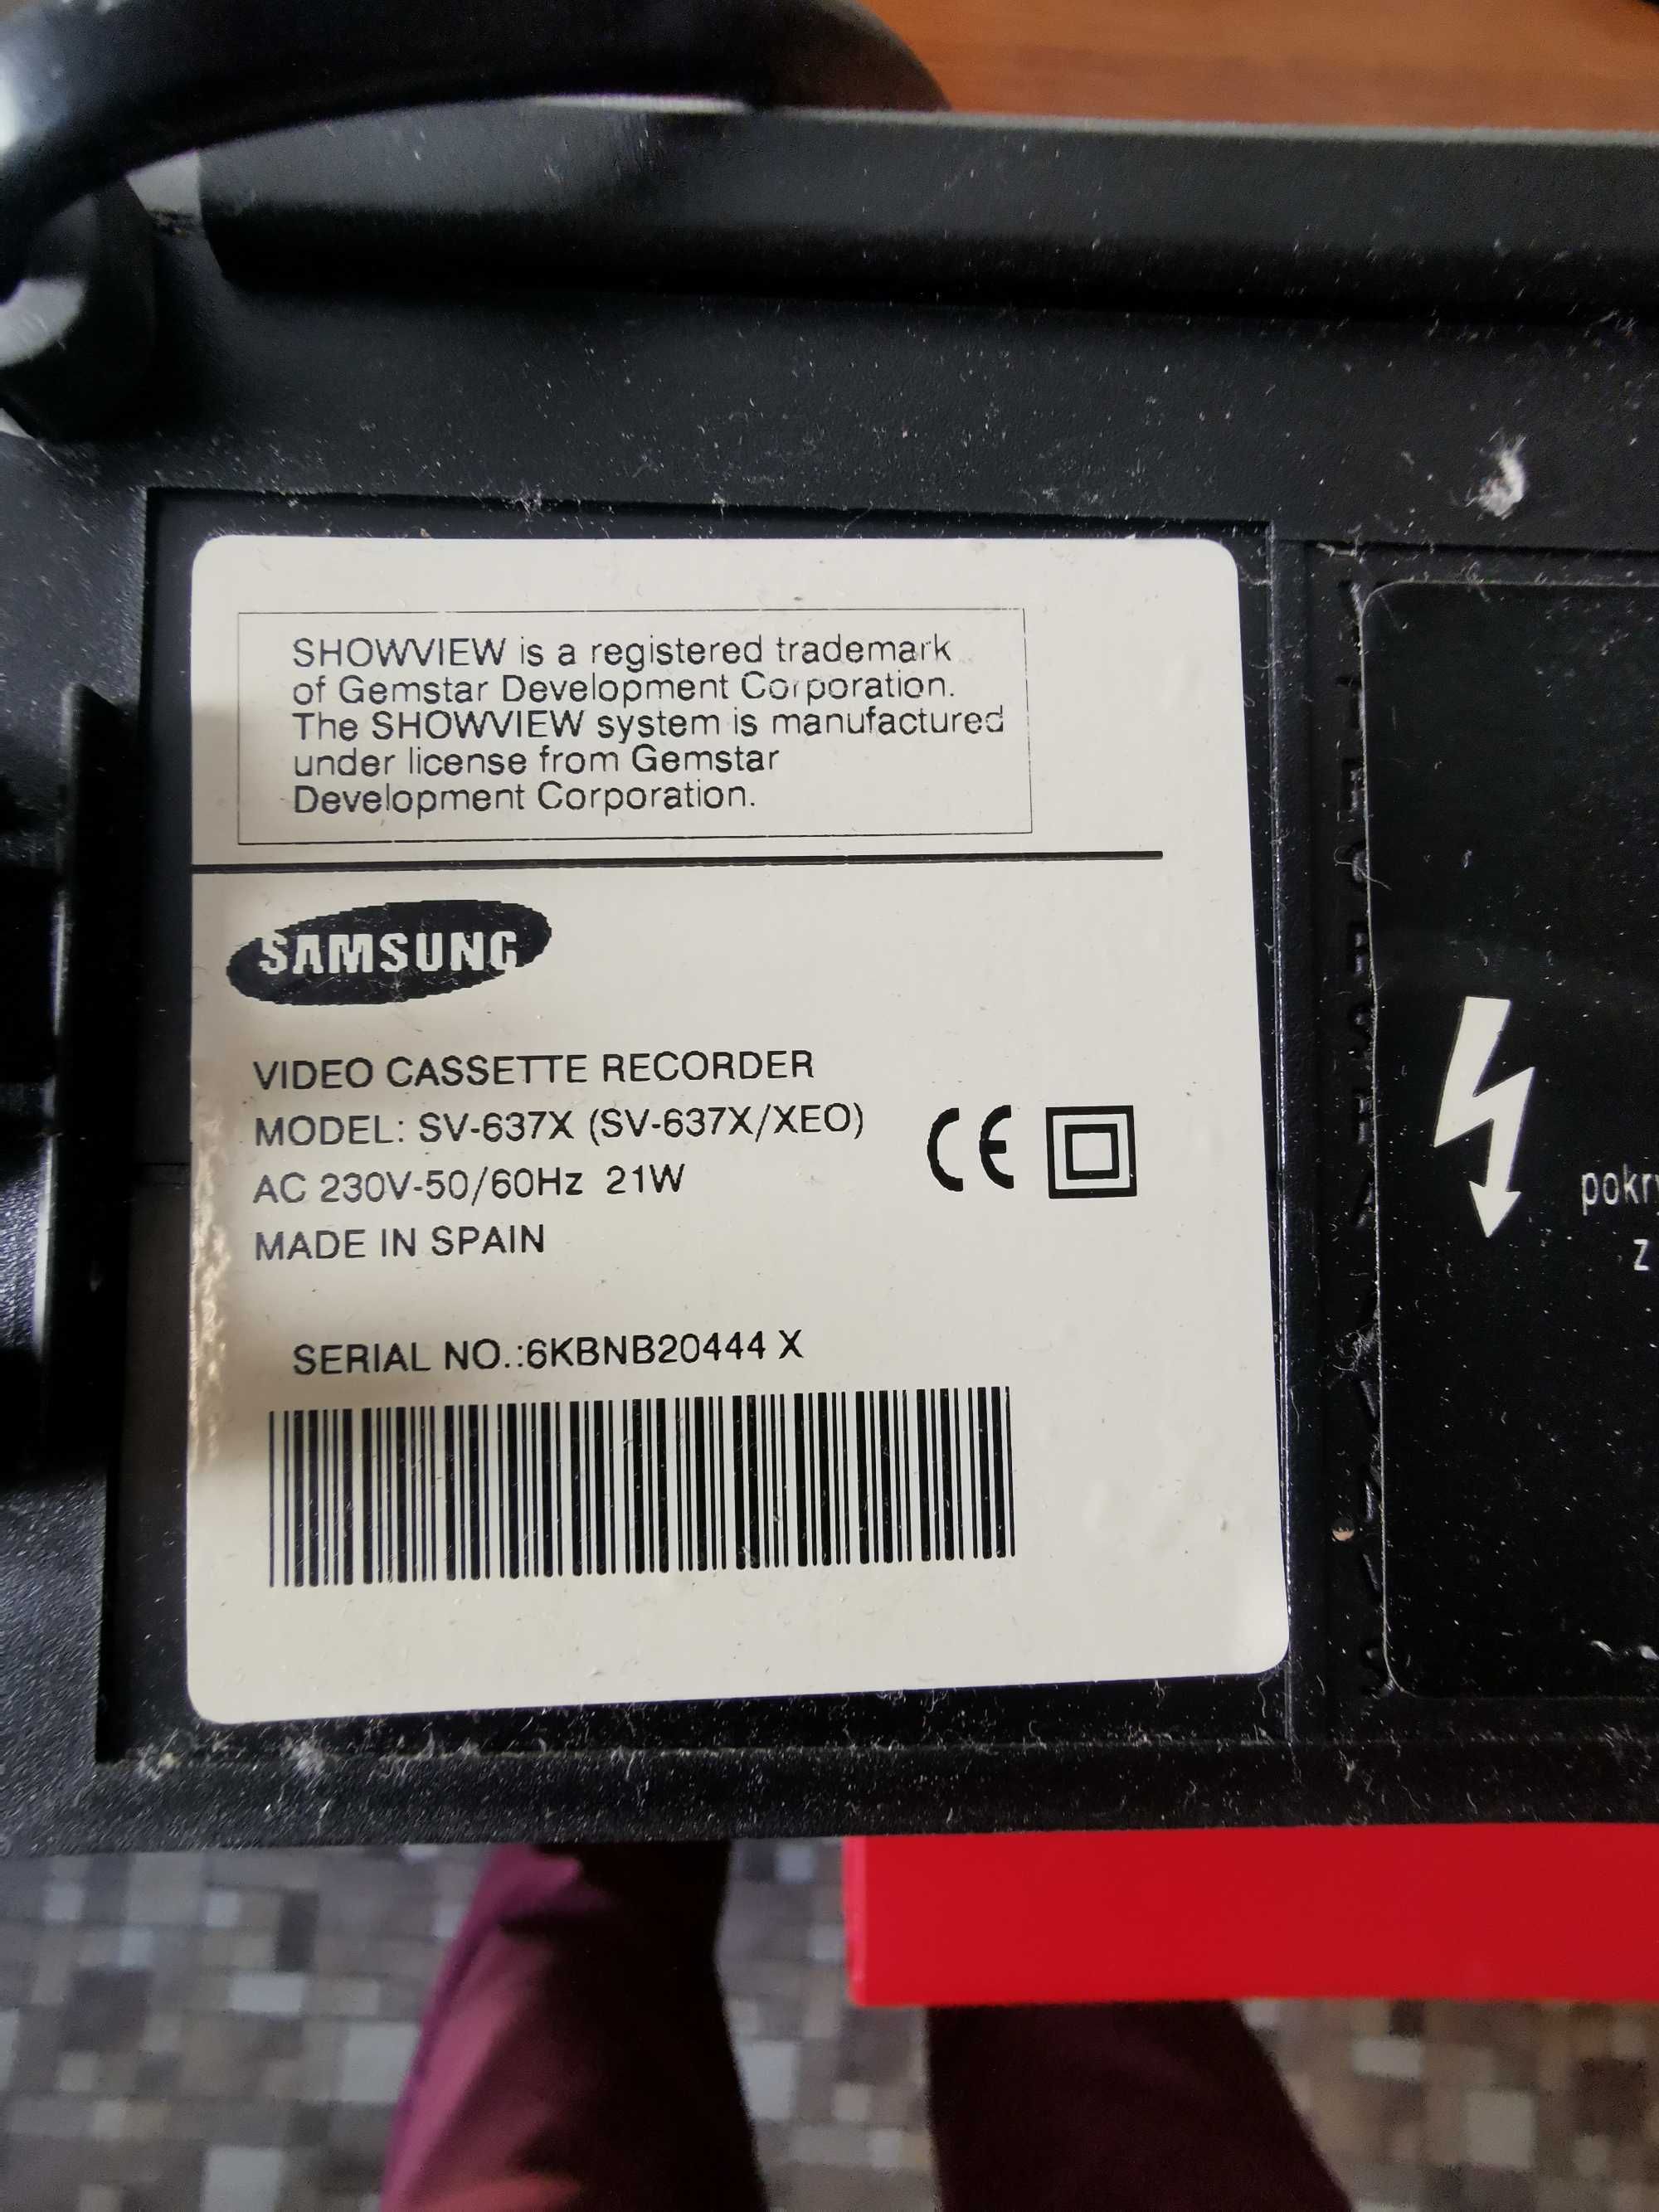 SHOWVIEW is a registered trademark
of Gemstar Development Corporation.
The SHOWVIEW system is manufactured
under license from Gemstar
Development Corporation.
SAMSUNG
VIDEO CASSETTE RECORDER
MODEL: SV-637X (SV-637X/XEO)
AC 230V-50/60Hz 21W
MADE IN SPAIN
CE
SERIAL NO.:6KBNB20444 X
z